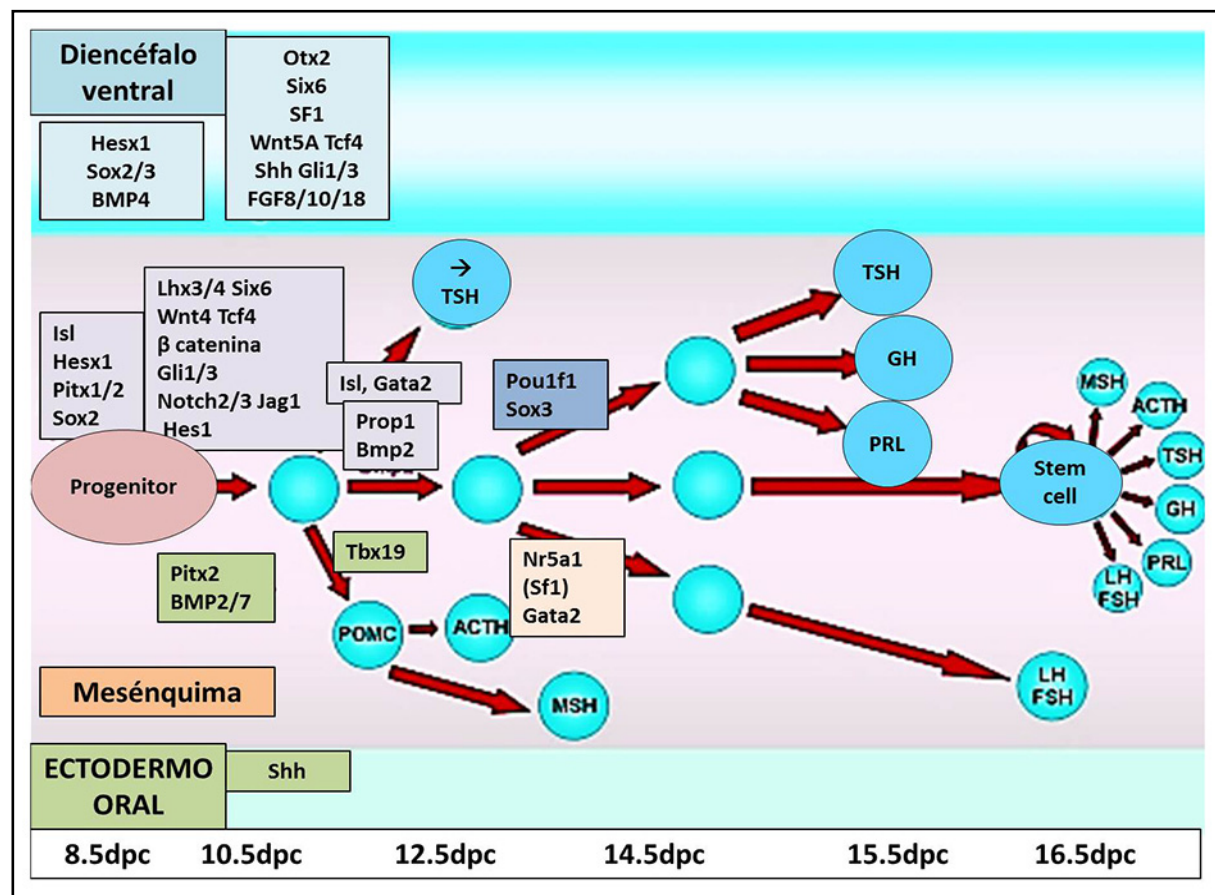 Diencéfalo
ventral
Hesx1
Sox2/3
BMP4
Otx2
Six6
SF1
Wnt5A Tcf4
Shh Gli1/3
FGF8/10/18
Isl
Hesx1
Pitx1/2
Sox2
Lhx3/4 Six6
Wnt4 Tcf4
β catenina
Gli1/3
Notch2/3 Jag1
Hes1
→
TSH
Isl, Gata2
Prop1
Bmp2
Pou1f1
Sox3
TSH
GH
PRL
Progenitor
Stem
cell
MSH
ACTH
TSH
GH
PRL
LH
FSH
Pitx2
BMP2/7
Tbx19
POMC
ACTH
MSH
Nr5a1
(Sf1)
Gata2
LH
FSH
Mesénquima
ECTODERMO
ORAL
Shh
8.5dpc 10.5dpc 12.5dpc 14.5dpc 15.5dpc 16.5dpc